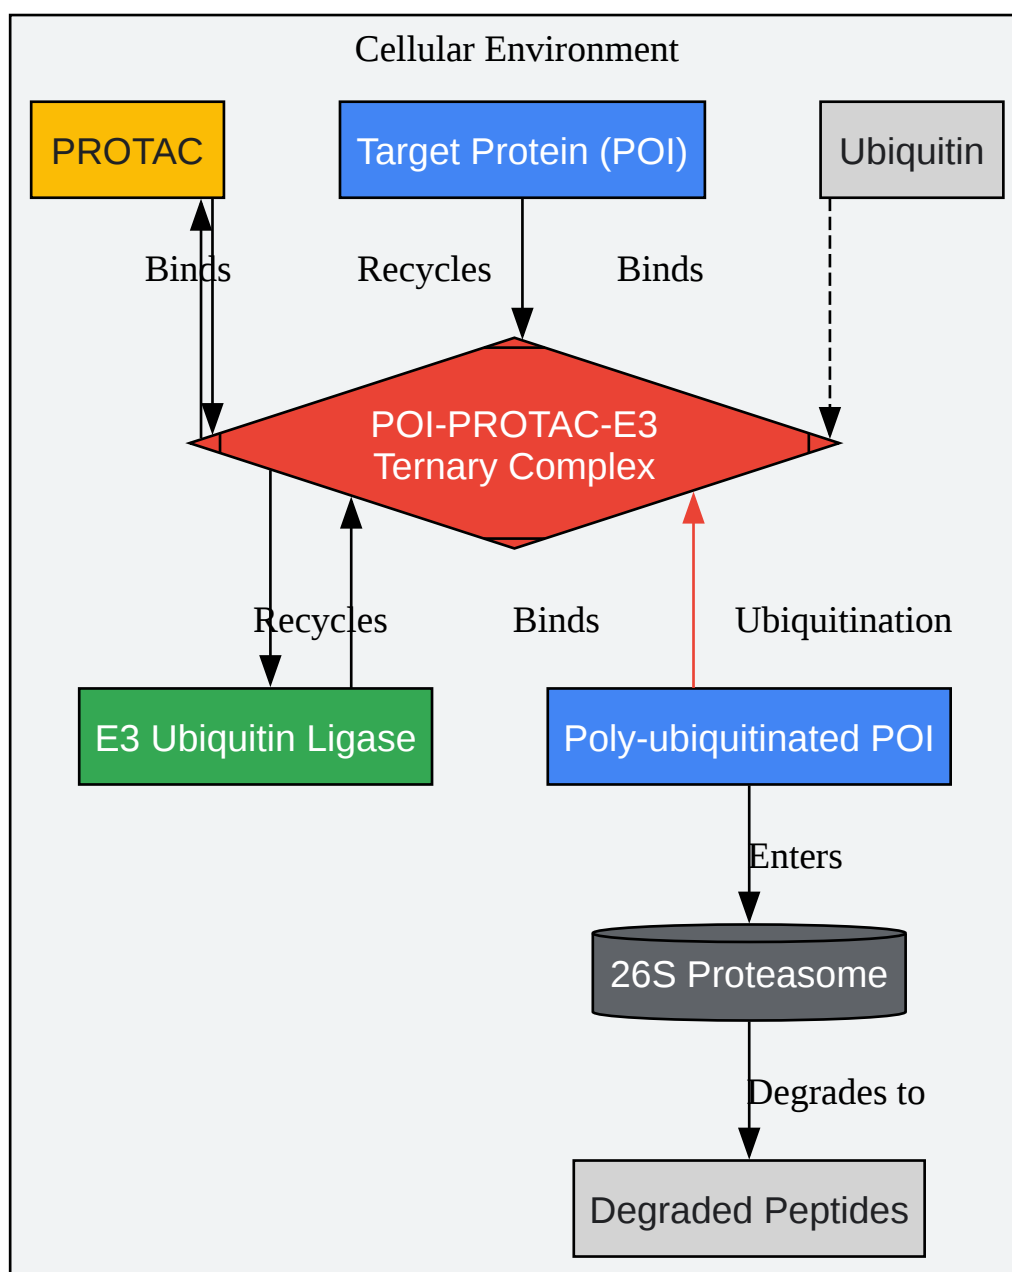 Cellular Environment
PROTAC
Target Protein (POI)
Ubiquitin
Binds
Recycles
Binds
POI-PROTAC-E3
Ternary Complex
Recycles
Binds
Ubiquitination
E3 Ubiquitin Ligase
Poly-ubiquitinated POI
Enters
26S Proteasome
Degrades to
Degraded Peptides